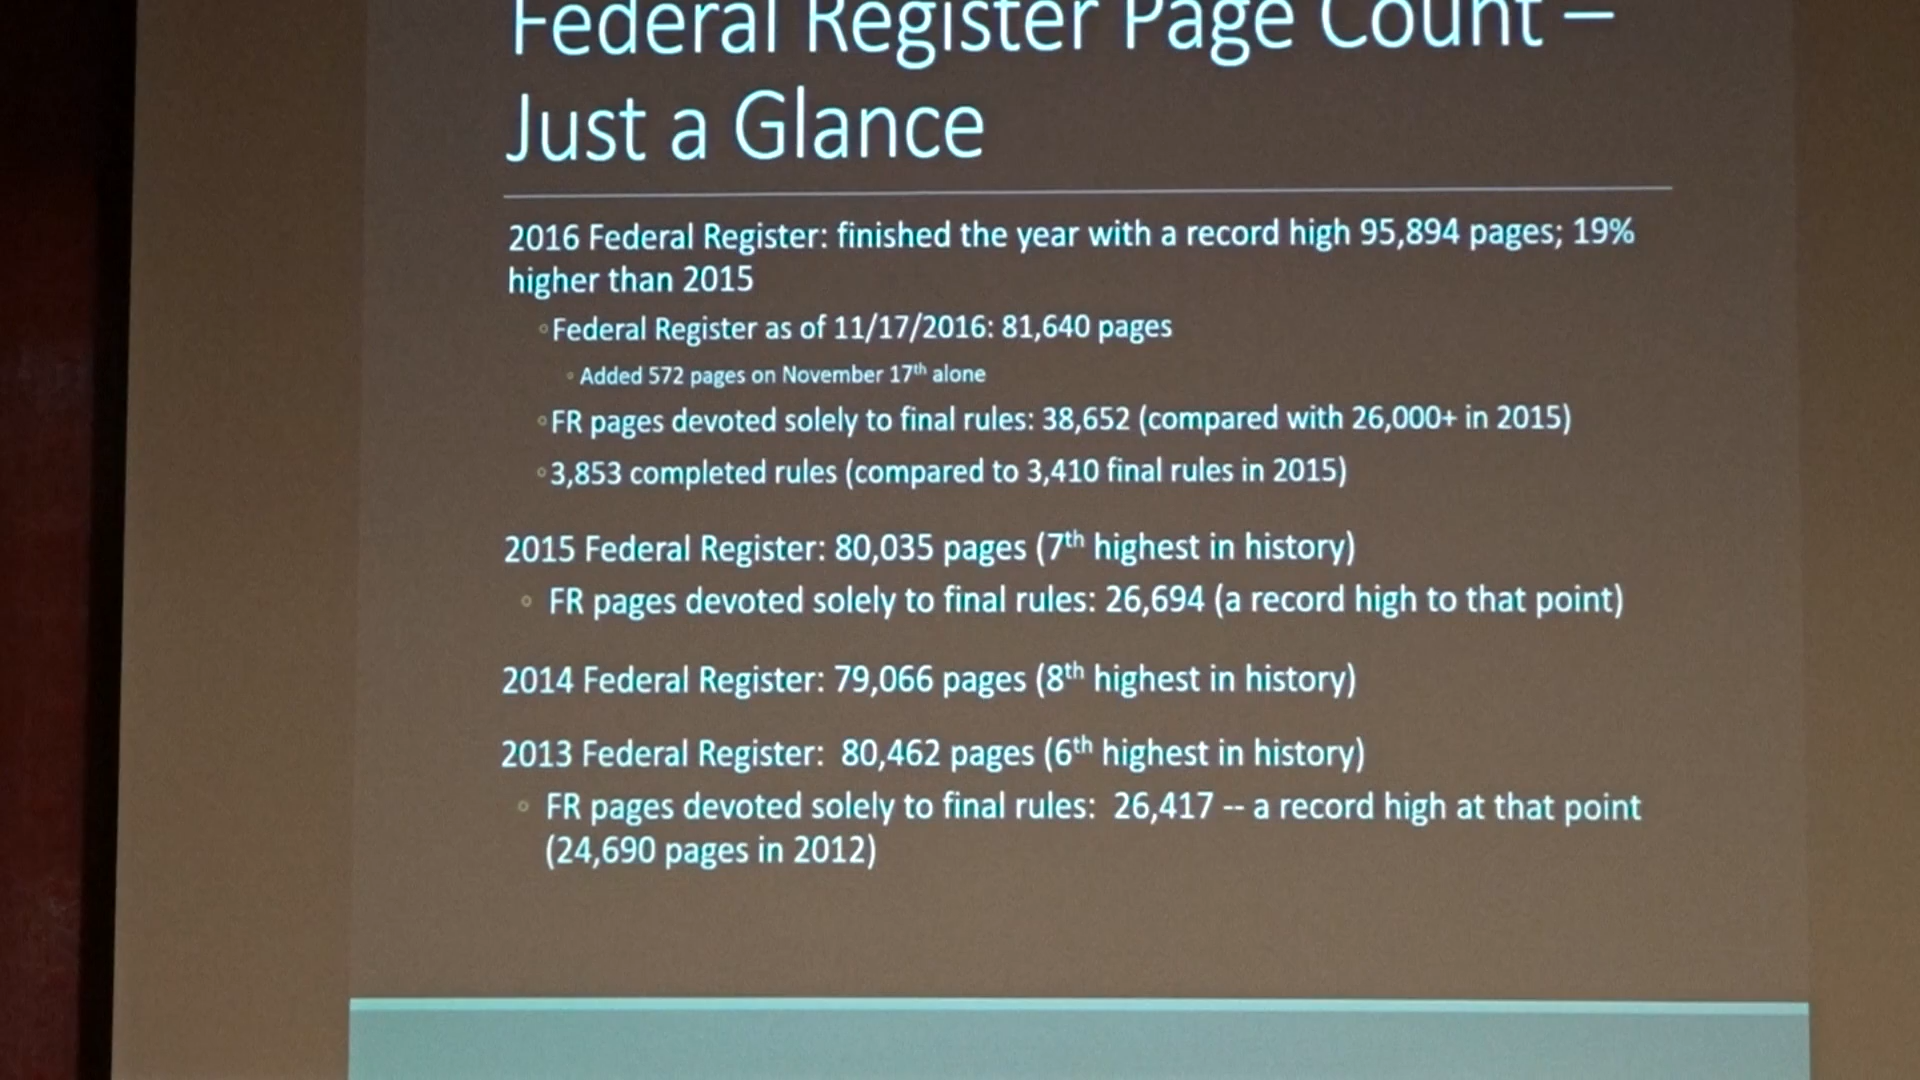 Federal Register Page Count –
Just a Glance
2016 Federal Register: finished the year with a record high 95,894 pages; 19%
higher than 2015
◦Federal Register as of 11/17/2016: 81,640 pages
◦Added 572 pages on November 17th alone
◦FR pages devoted solely to final rules: 38,652 (compared with 26,000+ in 2015)
◦3,853 completed rules (compared to 3,410 final rules in 2015)
2015 Federal Register: 80,035 pages (7th highest in history)
◦ FR pages devoted solely to final rules: 26,694 (a record high to that point)
2014 Federal Register: 79,066 pages (8th highest in history)
2013 Federal Register:  80,462 pages (6th highest in history)
◦ FR pages devoted solely to final rules:  26,417 -- a record high at that point
(24,690 pages in 2012)